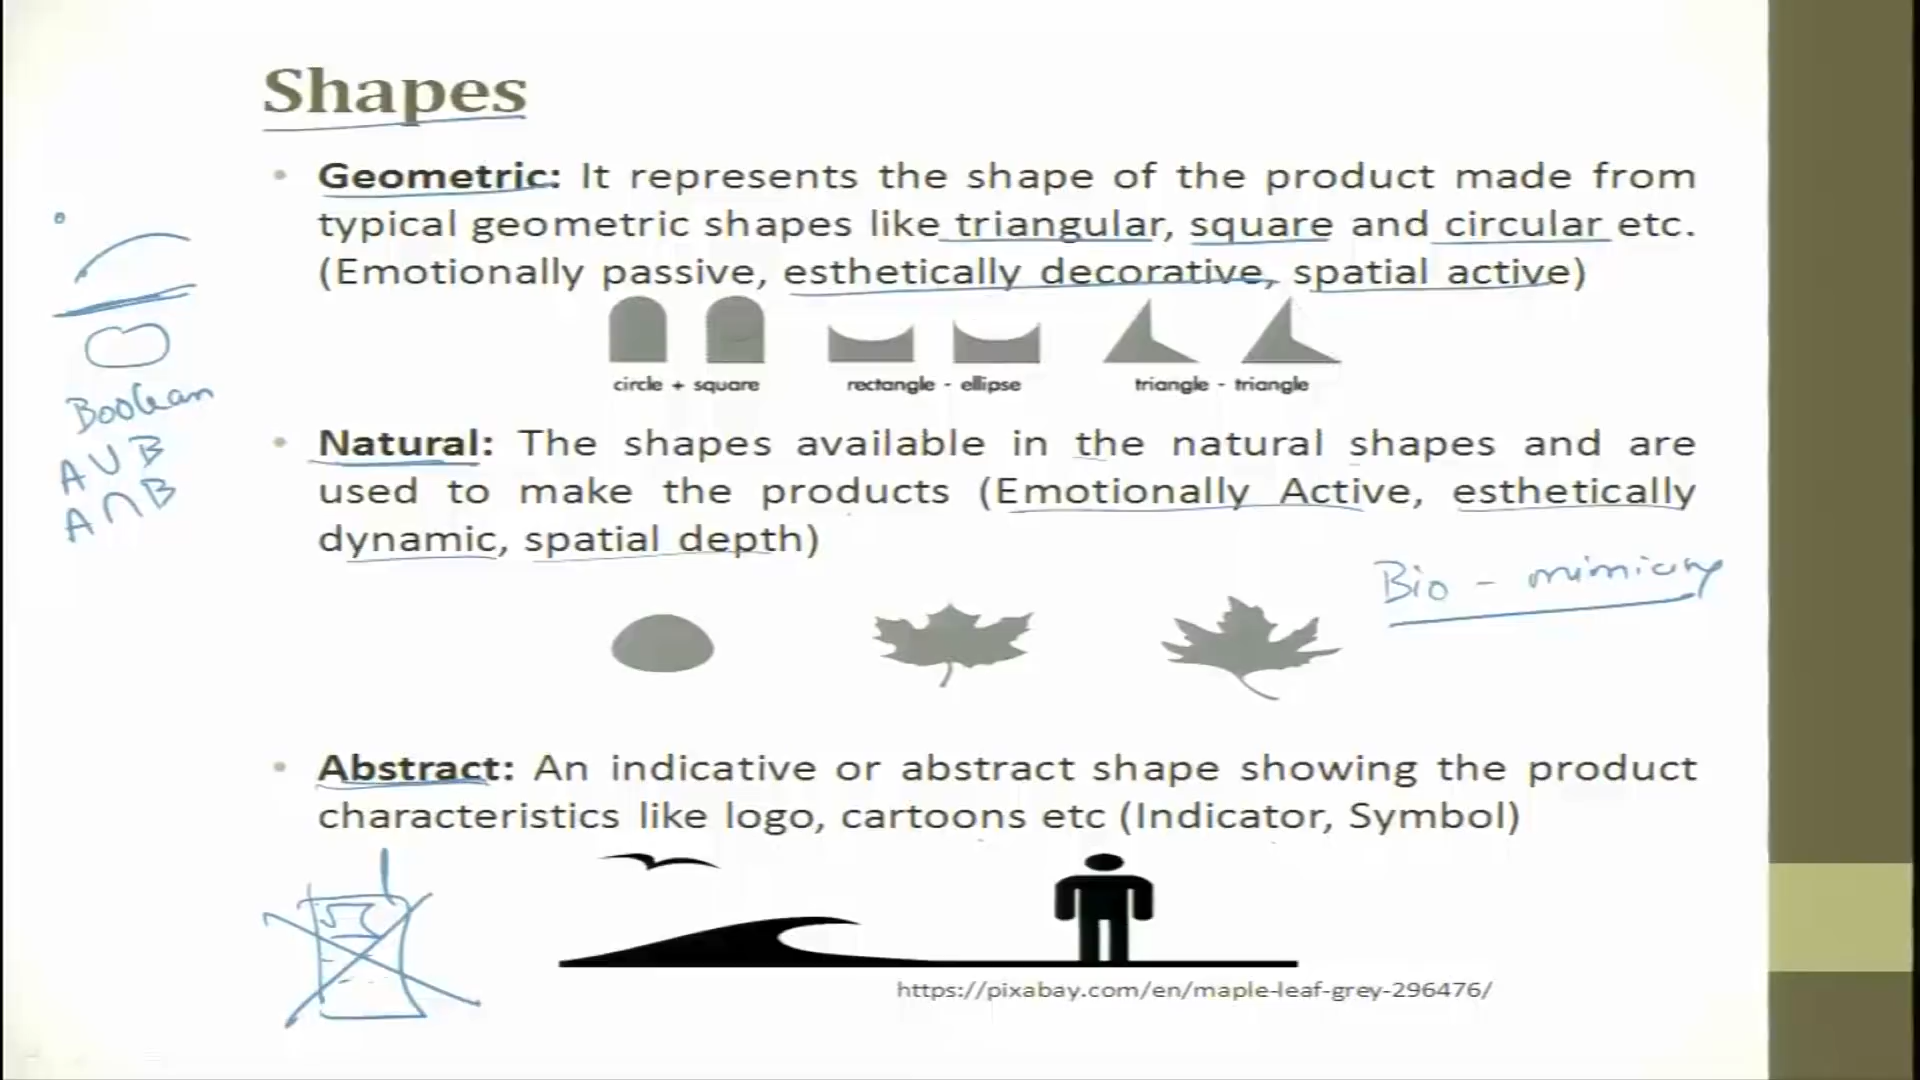 Shapes
• Geometric: It represents the shape of the product made from
typical geometric shapes like triangular, square and circular etc.
(Emotionally passive, esthetically decorative, spatial active)
circle + square
rectangle - ellipse
triangle - triangle
Boolean
A U B
A ∩ B
• Natural: The shapes available in the natural shapes and are
used to make the products (Emotionally Active, esthetically
dynamic, spatial depth)
Bio - mimicry
• Abstract: An indicative or abstract shape showing the product
characteristics like logo, cartoons etc (Indicator, Symbol)
https://pixabay.com/en/maple-leaf-grey-296476/